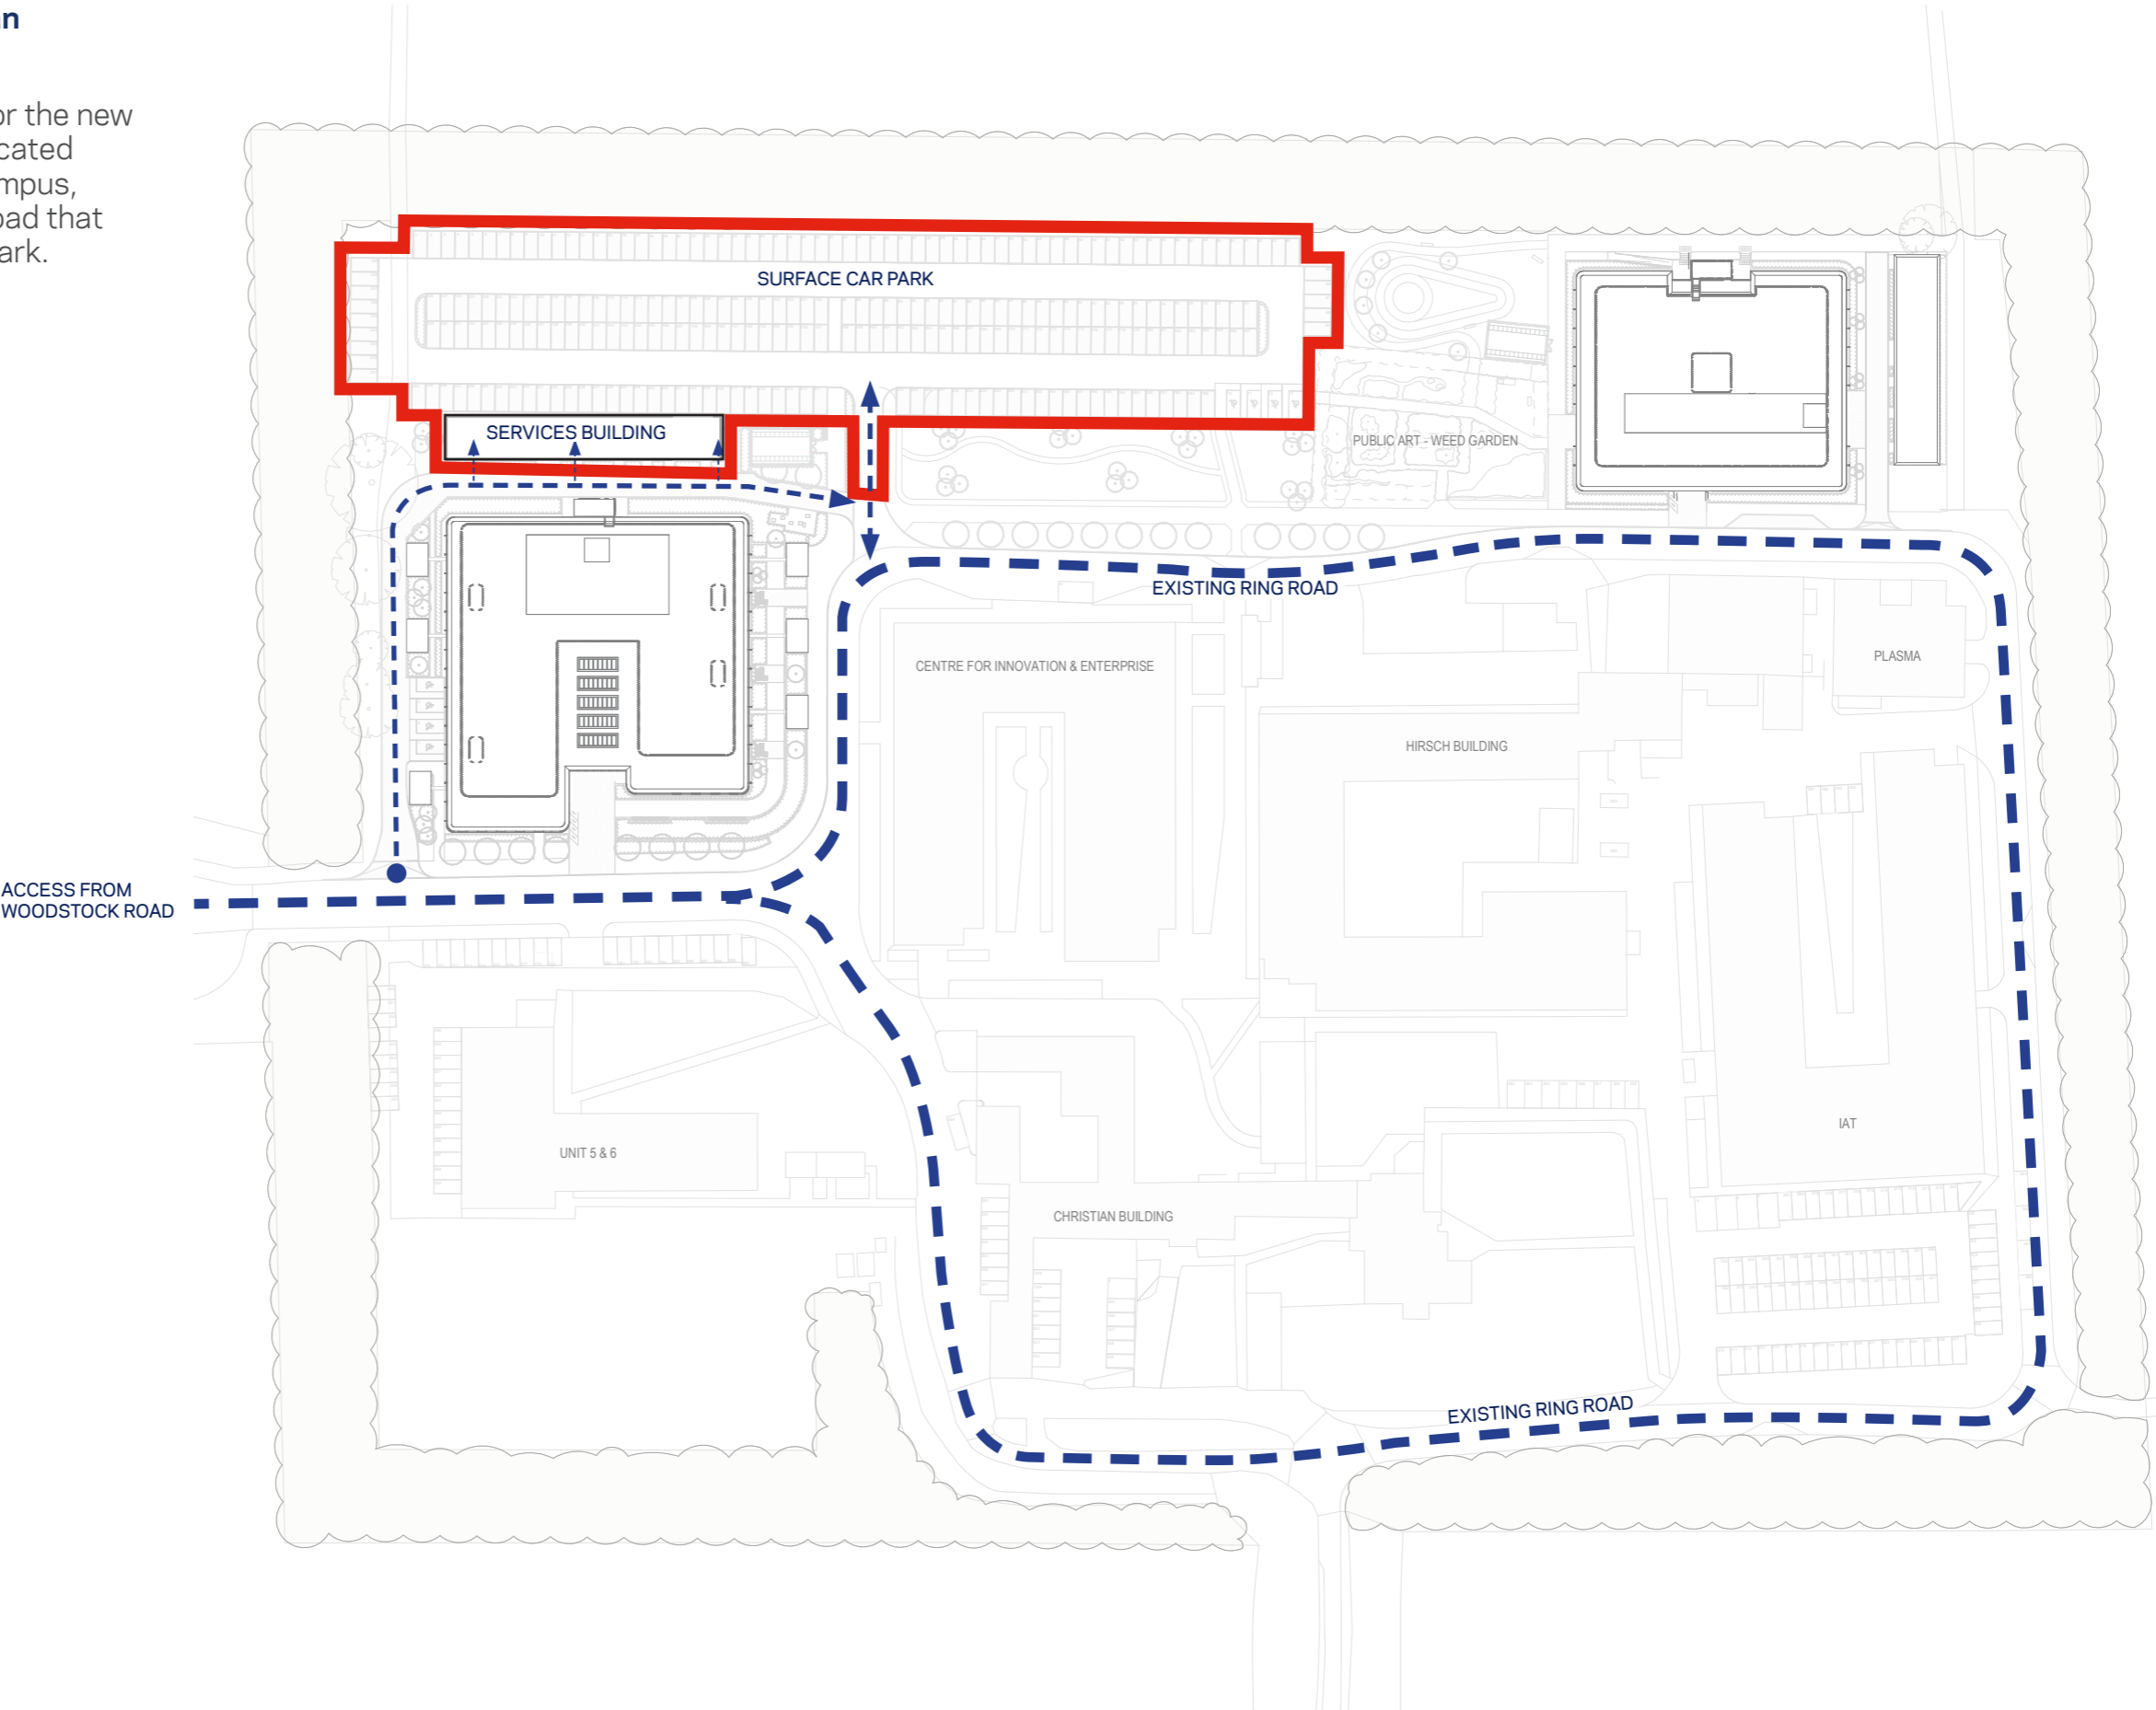 or the new
cated
mpus,
oad that
ark.
SURFACE CAR PARK
SERVICES BUILDING
PUBLIC ART - WEED GARDEN
EXISTING RING ROAD
CENTRE FOR INNOVATION & ENTERPRISE
PLASMA
HIRSCH BUILDING
ACCESS FROM
WOODSTOCK ROAD
IAT
UNIT 5 & 6
CHRISTIAN BUILDING
EXISTING RING ROAD